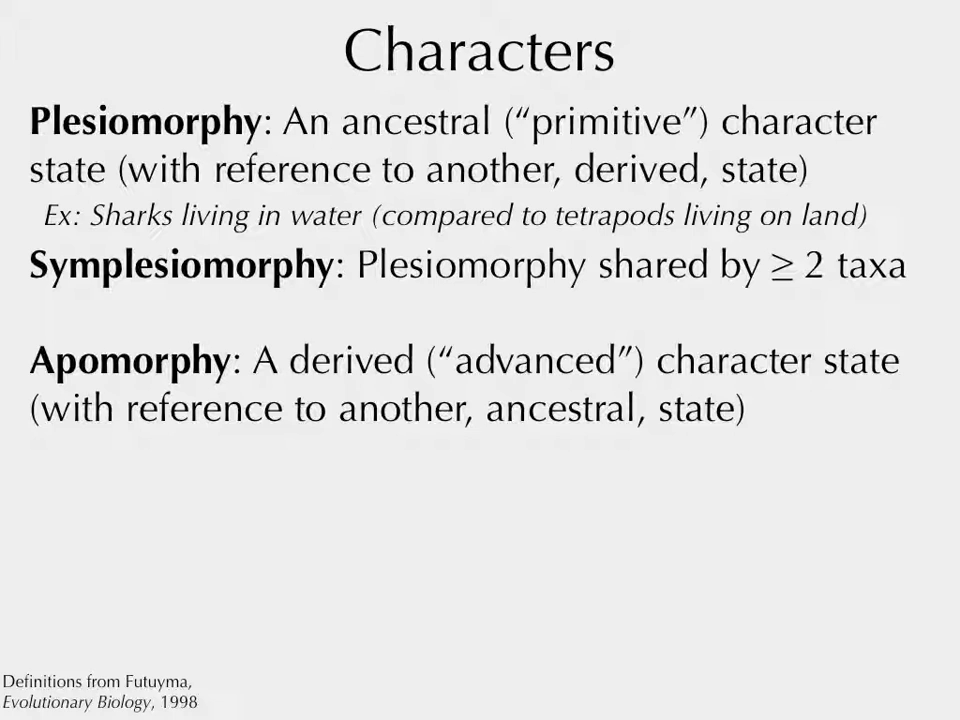 Characters
Plesiomorphy: An ancestral (“primitive”) character
state (with reference to another, derived, state)
Ex: Sharks living in water (compared to tetrapods living on land)
Symplesiomorphy: Plesiomorphy shared by ≥ 2 taxa
Apomorphy: A derived (“advanced”) character state
(with reference to another, ancestral, state)
Definitions from Futuyma,
Evolutionary Biology, 1998